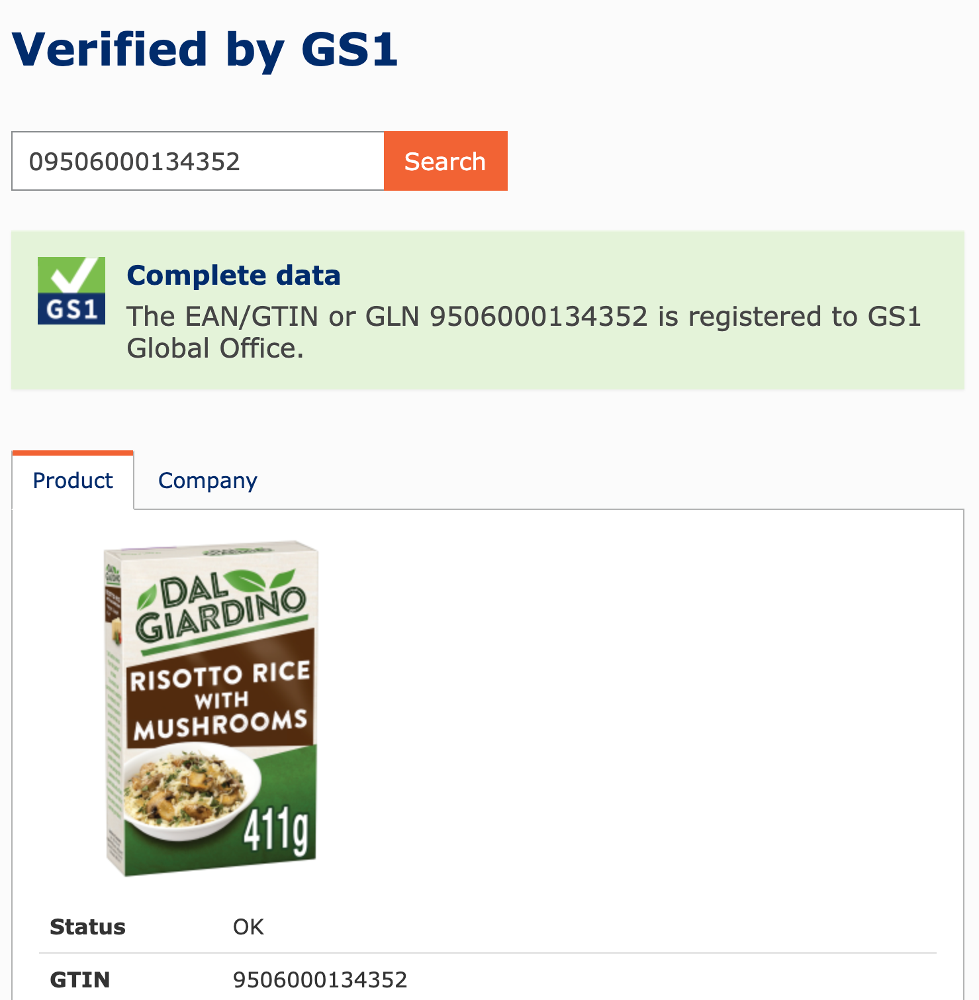 Verified by GS1
09506000134352
Search
GS1
Complete data
The EAN/GTIN or GLN 9506000134352 is registered to GS1
Global Office.
Product
Company
DAL
GIARDINO
RISOTTO RICE
WITH
MUSHROOMS
411g
Status OK
GTIN 9506000134352